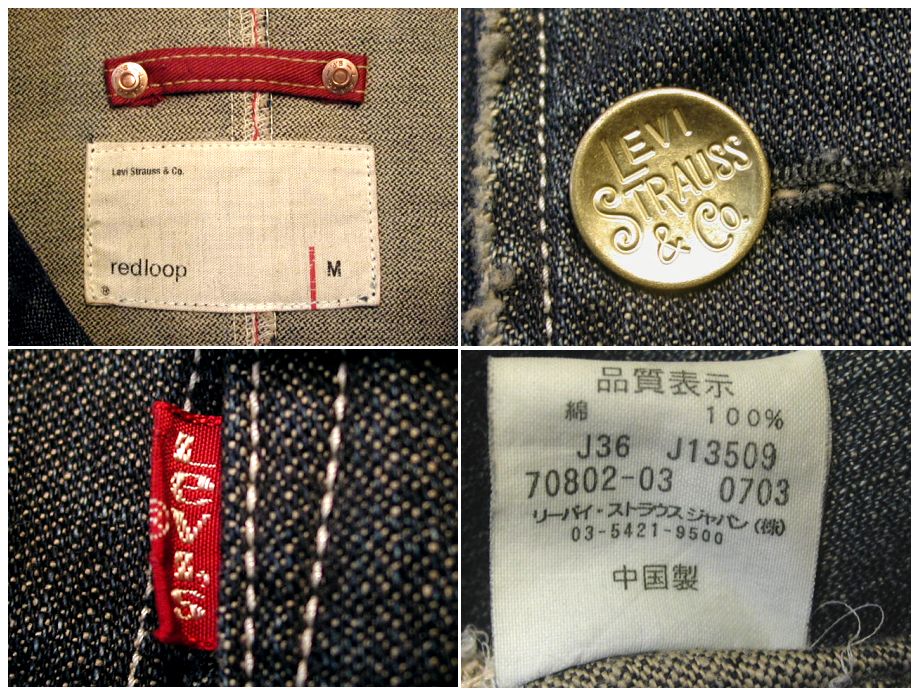 Levi Strauss & Co.
redloop
M
®
LEVI
STRAUSS
& Co.
LEVI'S
®
品質表示
綿 100%
J36 J13509
70802-03 0703
リーバイ・ストラウスジャパン(株)
03-5421-9500
中国製